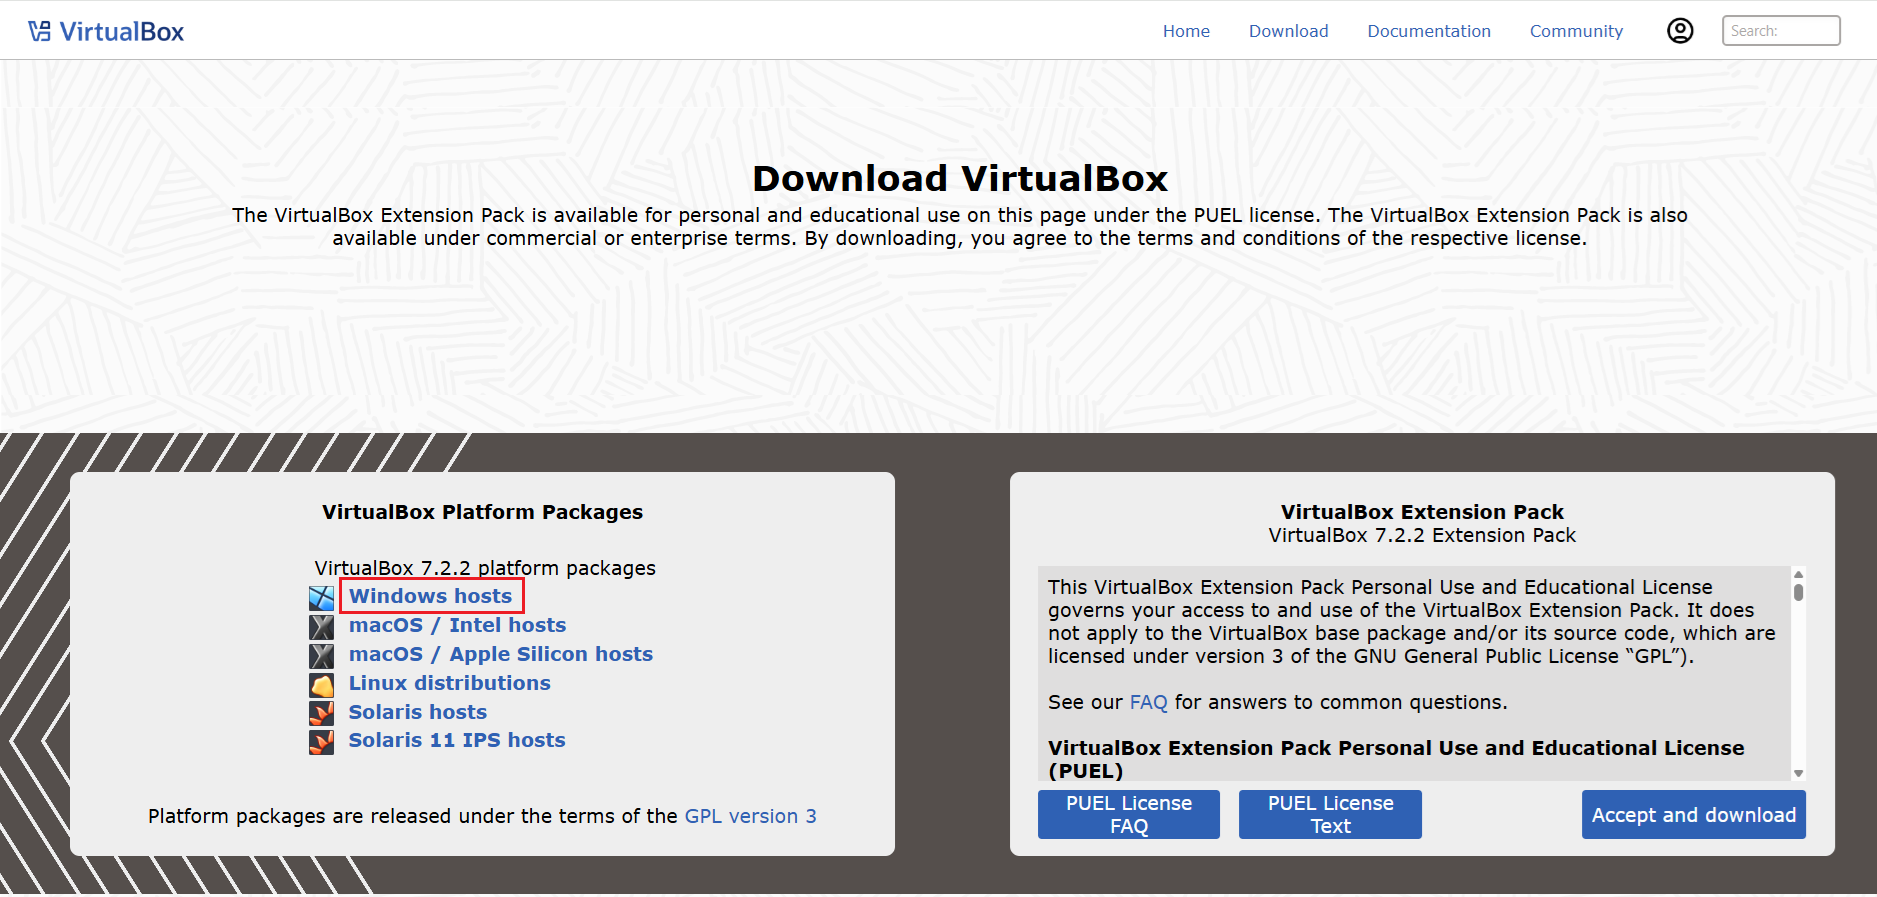 VirtualBox
Home
Download
Documentation
Community
Search:
Download VirtualBox
The VirtualBox Extension Pack is available for personal and educational use on this page under the PUEL license. The VirtualBox Extension Pack is also
available under commercial or enterprise terms. By downloading, you agree to the terms and conditions of the respective license.
VirtualBox Platform Packages
VirtualBox 7.2.2 platform packages
Windows hosts
macOS / Intel hosts
macOS / Apple Silicon hosts
Linux distributions
Solaris hosts
Solaris 11 IPS hosts
Platform packages are released under the terms of the GPL version 3
VirtualBox Extension Pack
VirtualBox 7.2.2 Extension Pack
This VirtualBox Extension Pack Personal Use and Educational License
governs your access to and use of the VirtualBox Extension Pack. It does
not apply to the VirtualBox base package and/or its source code, which are
licensed under version 3 of the GNU General Public License “GPL”).
See our FAQ for answers to common questions.
VirtualBox Extension Pack Personal Use and Educational License
(PUEL)
PUEL License
FAQ
PUEL License
Text
Accept and download